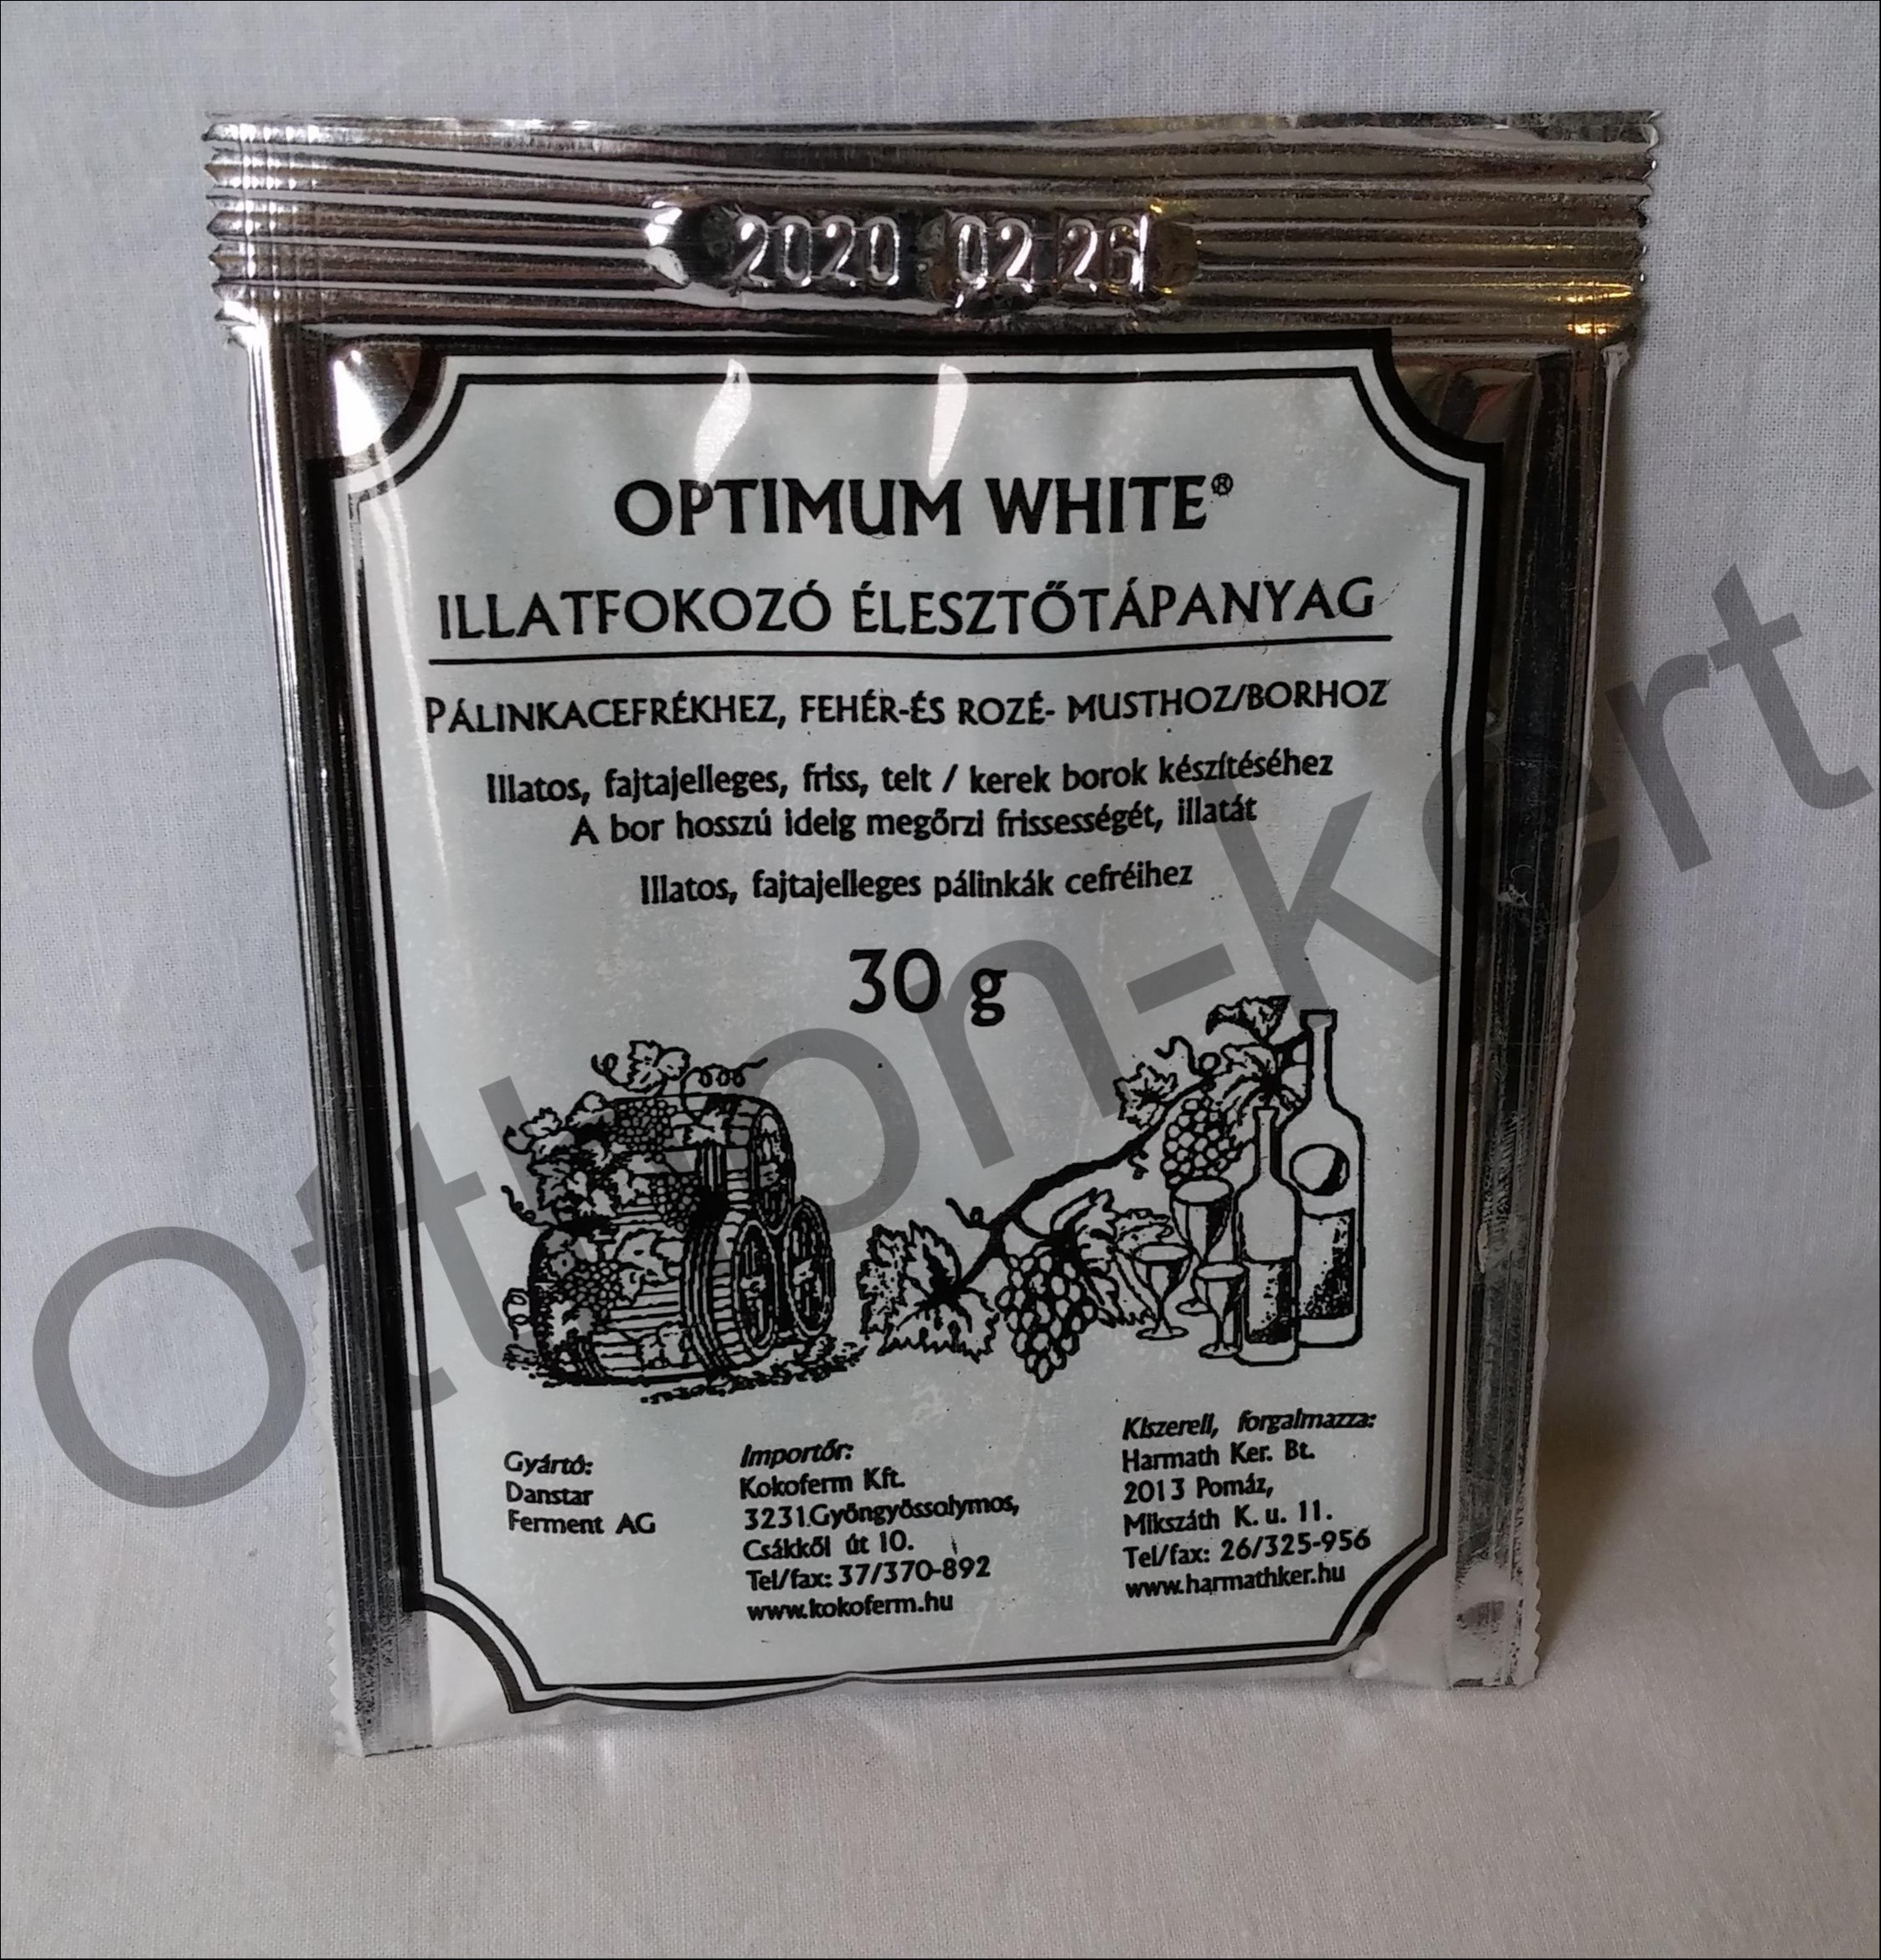 2020 02 26
OPTIMUM WHITE®
ILLATFOKOZÓ ÉLESZTŐTÁPANYAG
PÁLINKACEFRÉKHEZ, FEHÉR-ÉS ROZÉ- MUSTHOZ/BORHOZ
Illatos, fajtajelleges, friss, telt / kerek borok készítéséhez
A bor hosszú ideig megőrzi frissességét, illatát
Illatos, fajtajelleges pálinkák cefréihez
30 g
Gyártó:
Danstar
Ferment AG
Importőr:
Kokoferm Kft.
3231.Gyöngyössolymos,
Csákkői út 10.
Tel/fax: 37/370-892
www.kokoferm.hu
Kiszereli, forgalmazza:
Harmath Ker. Bt.
2013 Pomáz,
Mikszáth K. u. 11.
Tel/fax: 26/325-956
www.harmathker.hu
Otthon-kert